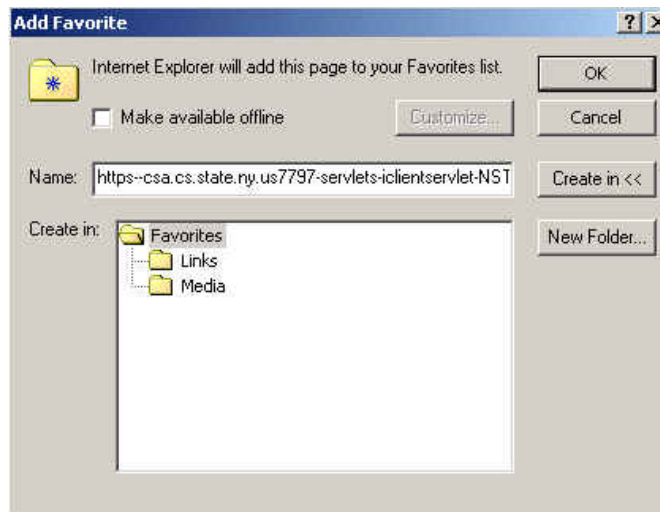 Add Favorite
Internet Explorer will add this page to your Favorites list.
OK
Make available offline
Customize...
Cancel
Name: https--csa.cs.state.ny.us7797-servlets-iclientservlet-NST
Create in <<
Create in:
Favorites
New Folder...
Links
Media